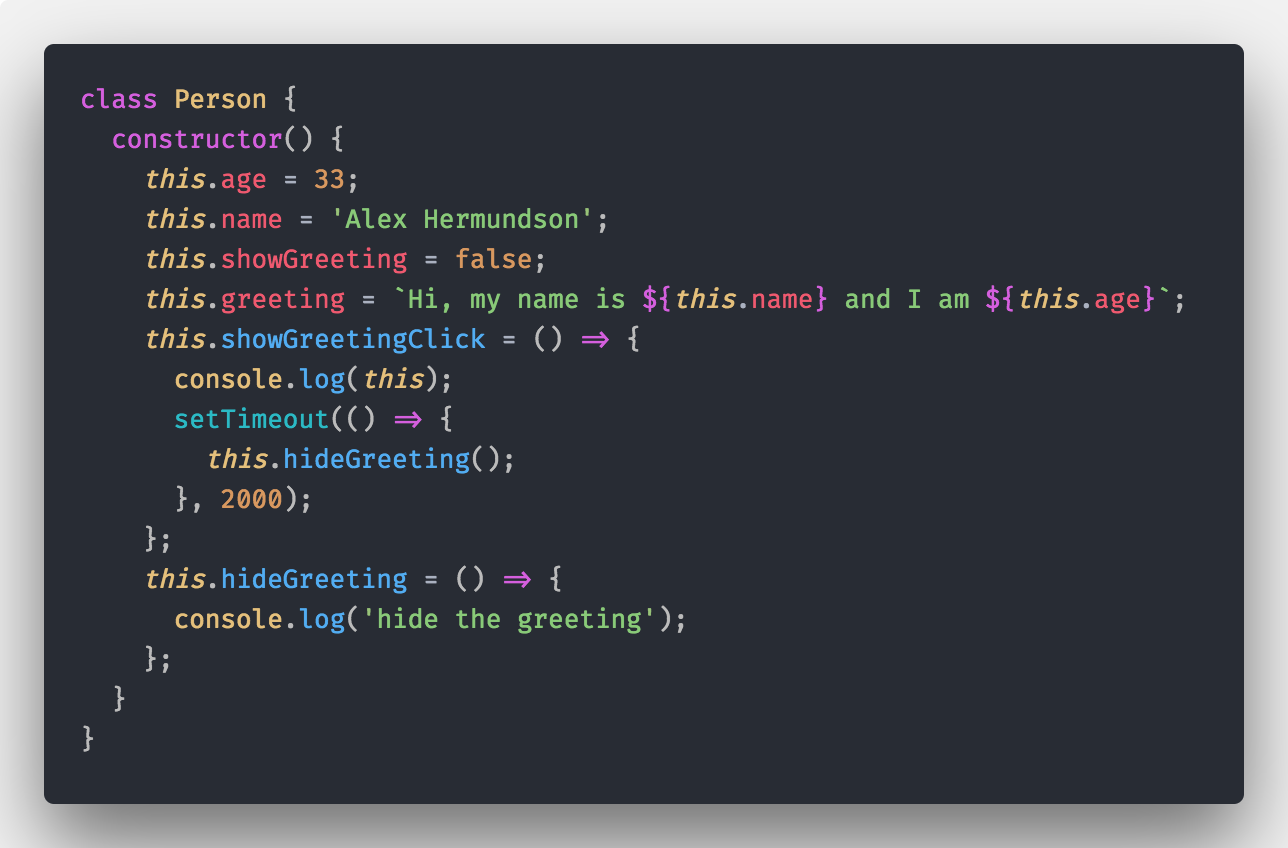 class Person {
  constructor() {
    this.age = 33;
    this.name = 'Alex Hermundson';
    this.showGreeting = false;
    this.greeting = `Hi, my name is ${this.name} and I am ${this.age}`;
    this.showGreetingClick = () => {
      console.log(this);
      setTimeout(() => {
        this.hideGreeting();
      }, 2000);
    };
    this.hideGreeting = () => {
      console.log('hide the greeting');
    };
  }
}